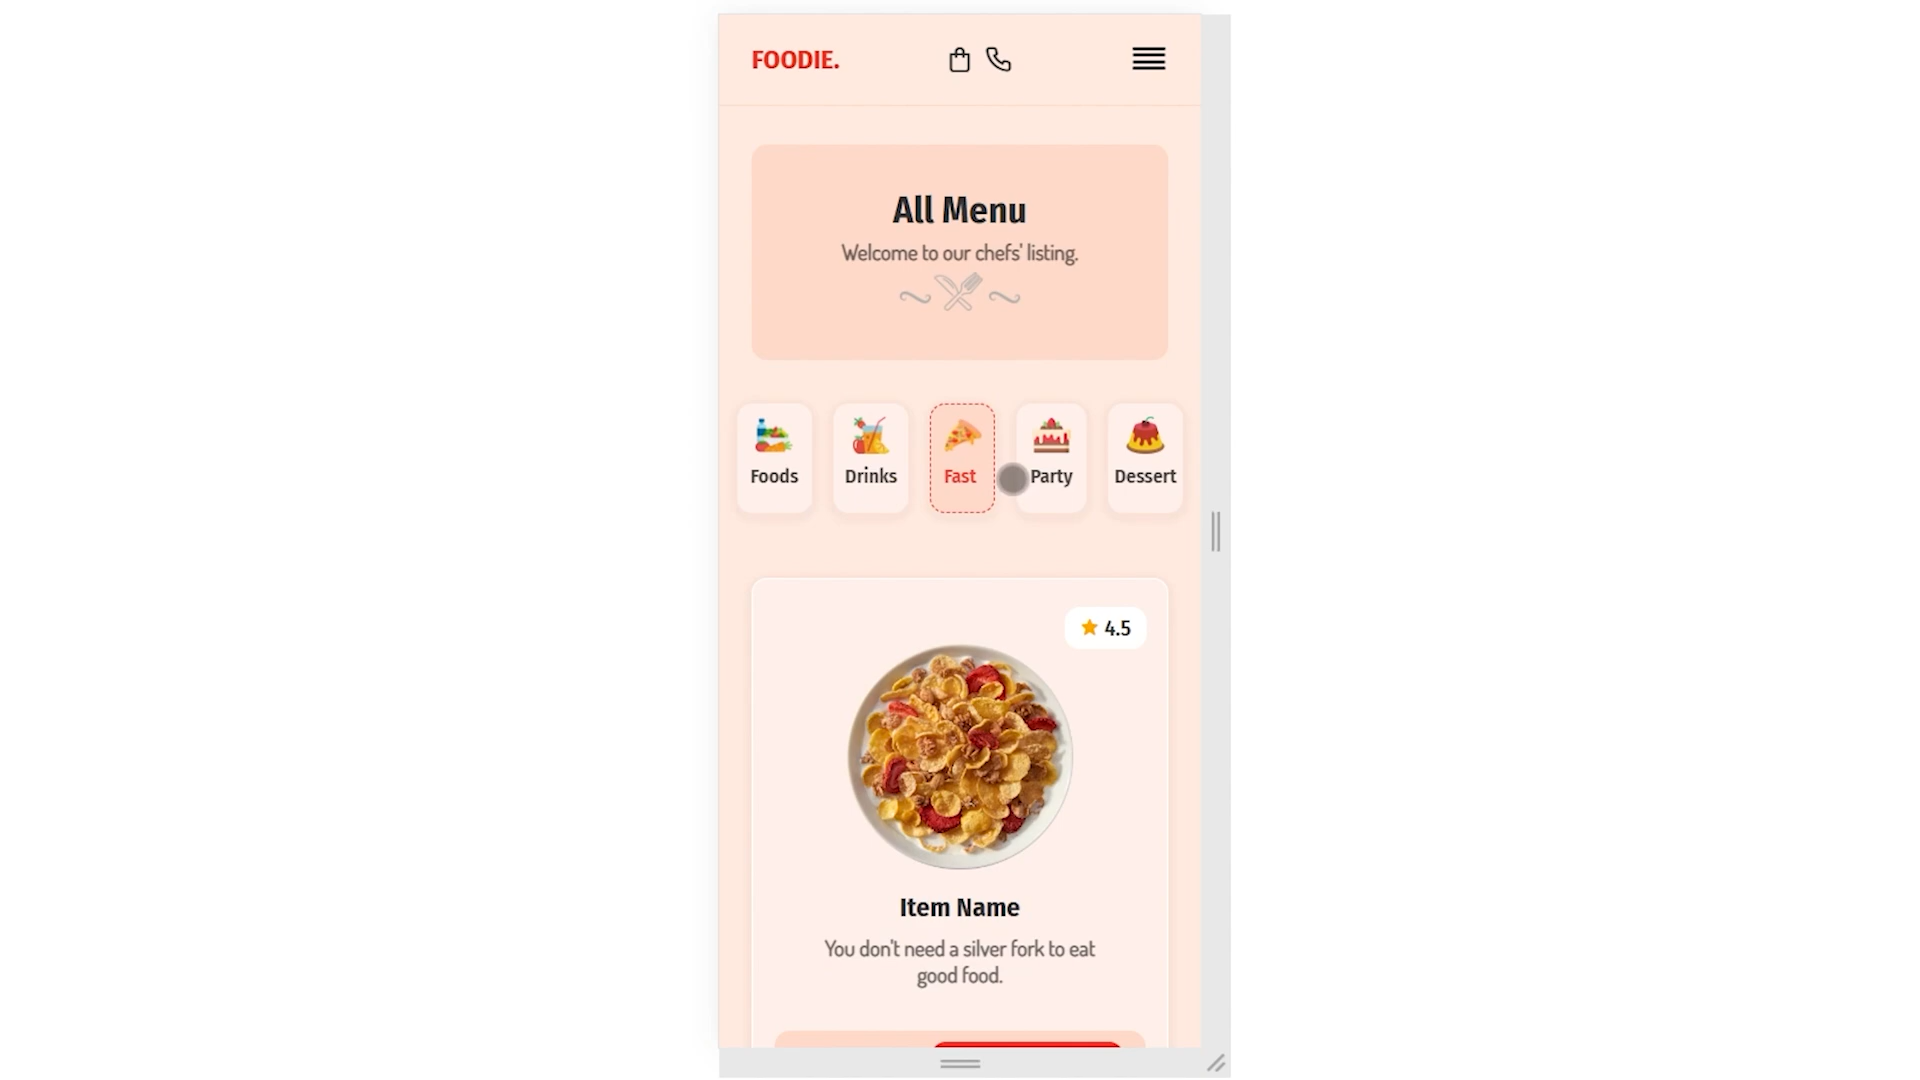 FOODIE.
All Menu
Welcome to our chefs' listing.
Foods
Drinks
Fast
Party
Dessert
4.5
Item Name
You don't need a silver fork to eat
good food.